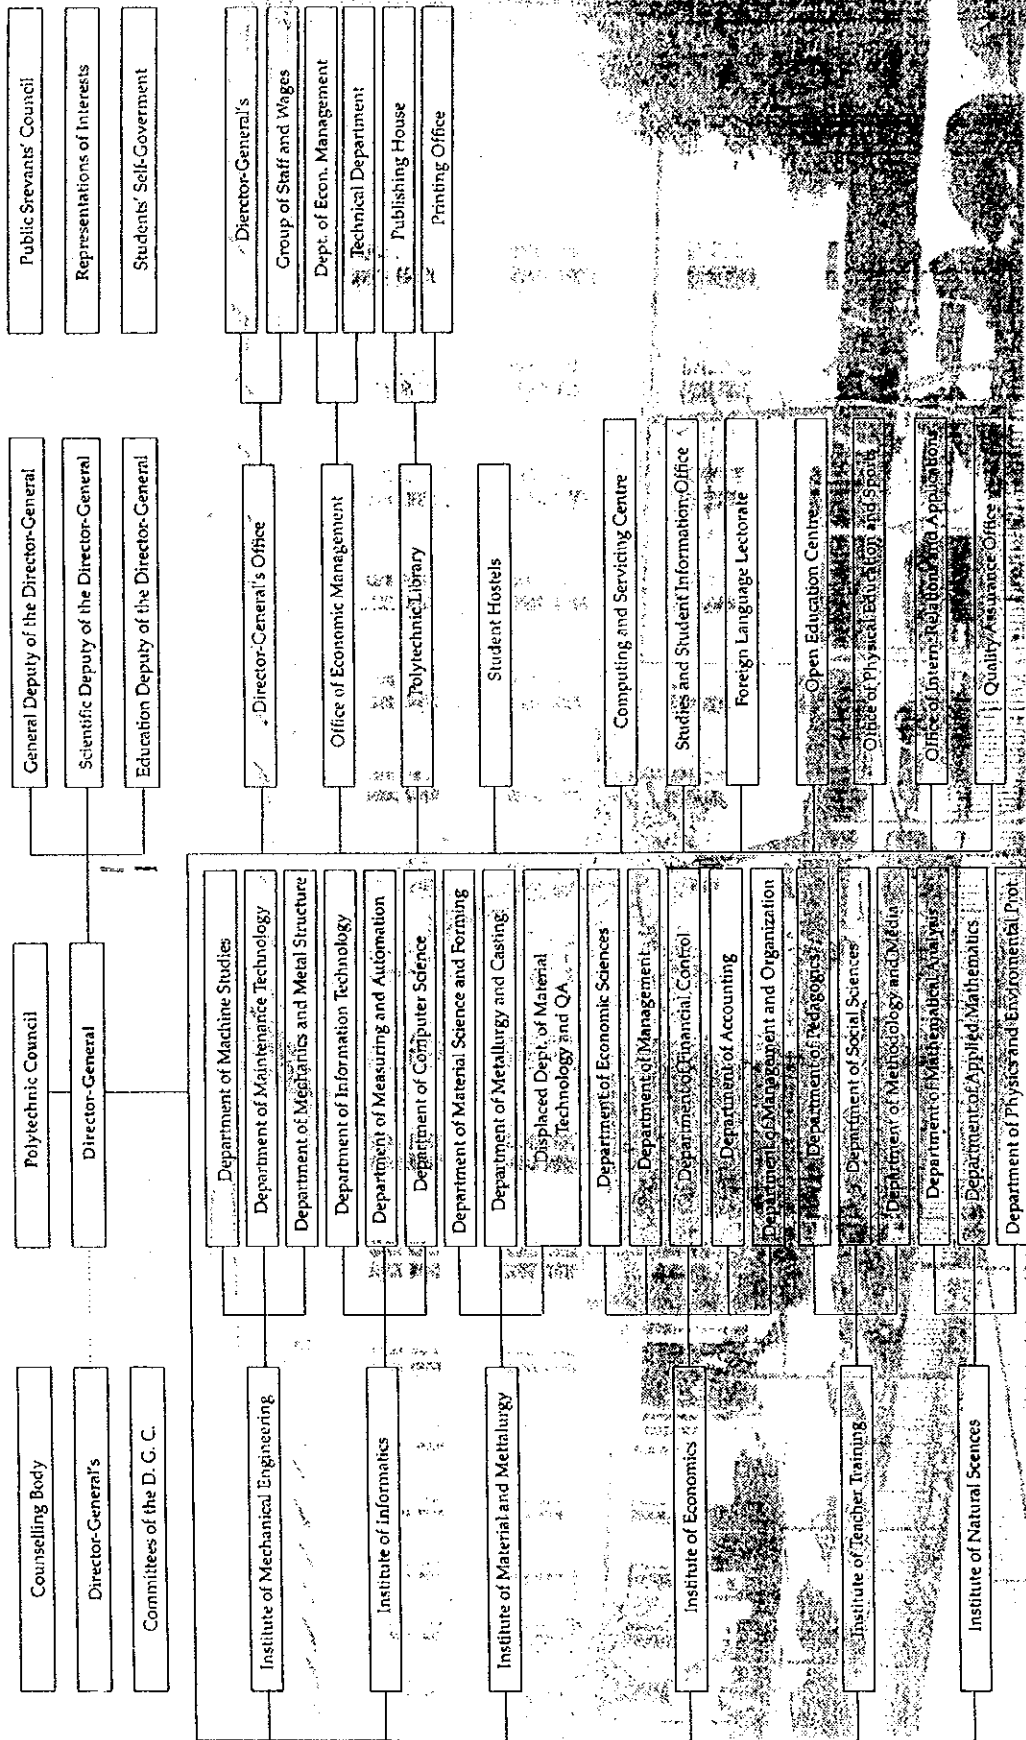 Counselling Body
Director-General's
Committees of the D. G. C.
Polytechnic Council
Director-General
General Deputy of the Director-General
Scientific Deputy of the Director-General
Education Deputy of the Director-General
Public Srevants' Council
Representations of Interests
Students' Self-Goverment
Institute of Mechanical Engineering
Institute of Informatics
Institute of Material and Metalurgy
Institute of Economics
Institute of Teacher Training
Institute of Natural Sciences
Department of Machine Studies
Department of Maintenance Technology
Department of Mechanics and Metal Structure
Department of Information Technology
Department of Measuring and Automation
Department of Computer Science
Department of Material Science and Forming
Department of Metallurgy and Casting
Displaced Dept. of Material
Technology and QA
Department of Economic Sciences
Department of Management
Department of Financial Control
Department of Accounting
Department of Managment and Organization
Department of Pedagogics
Department of Social Sciences
Department of Methodology and Media
Department of Mathematical Analysis
Department of Applied Mathematics
Department of Physics and Enviromental Prot.
Director-General's Office
Office of Economic Management
Polytechnic Library
Student Hostels
Computing and Servicing Centre
Studies and Student Information Office
Foreign Language Lectorate
Open Education Centre
Office of Physical Education and Sports
Office of Intern. Relations and Applications
Quality Assurance Office
Dierctor-General's
Group of Staff and Wages
Dept. of Econ. Management
Technical Department
Publishing House
Printing Office